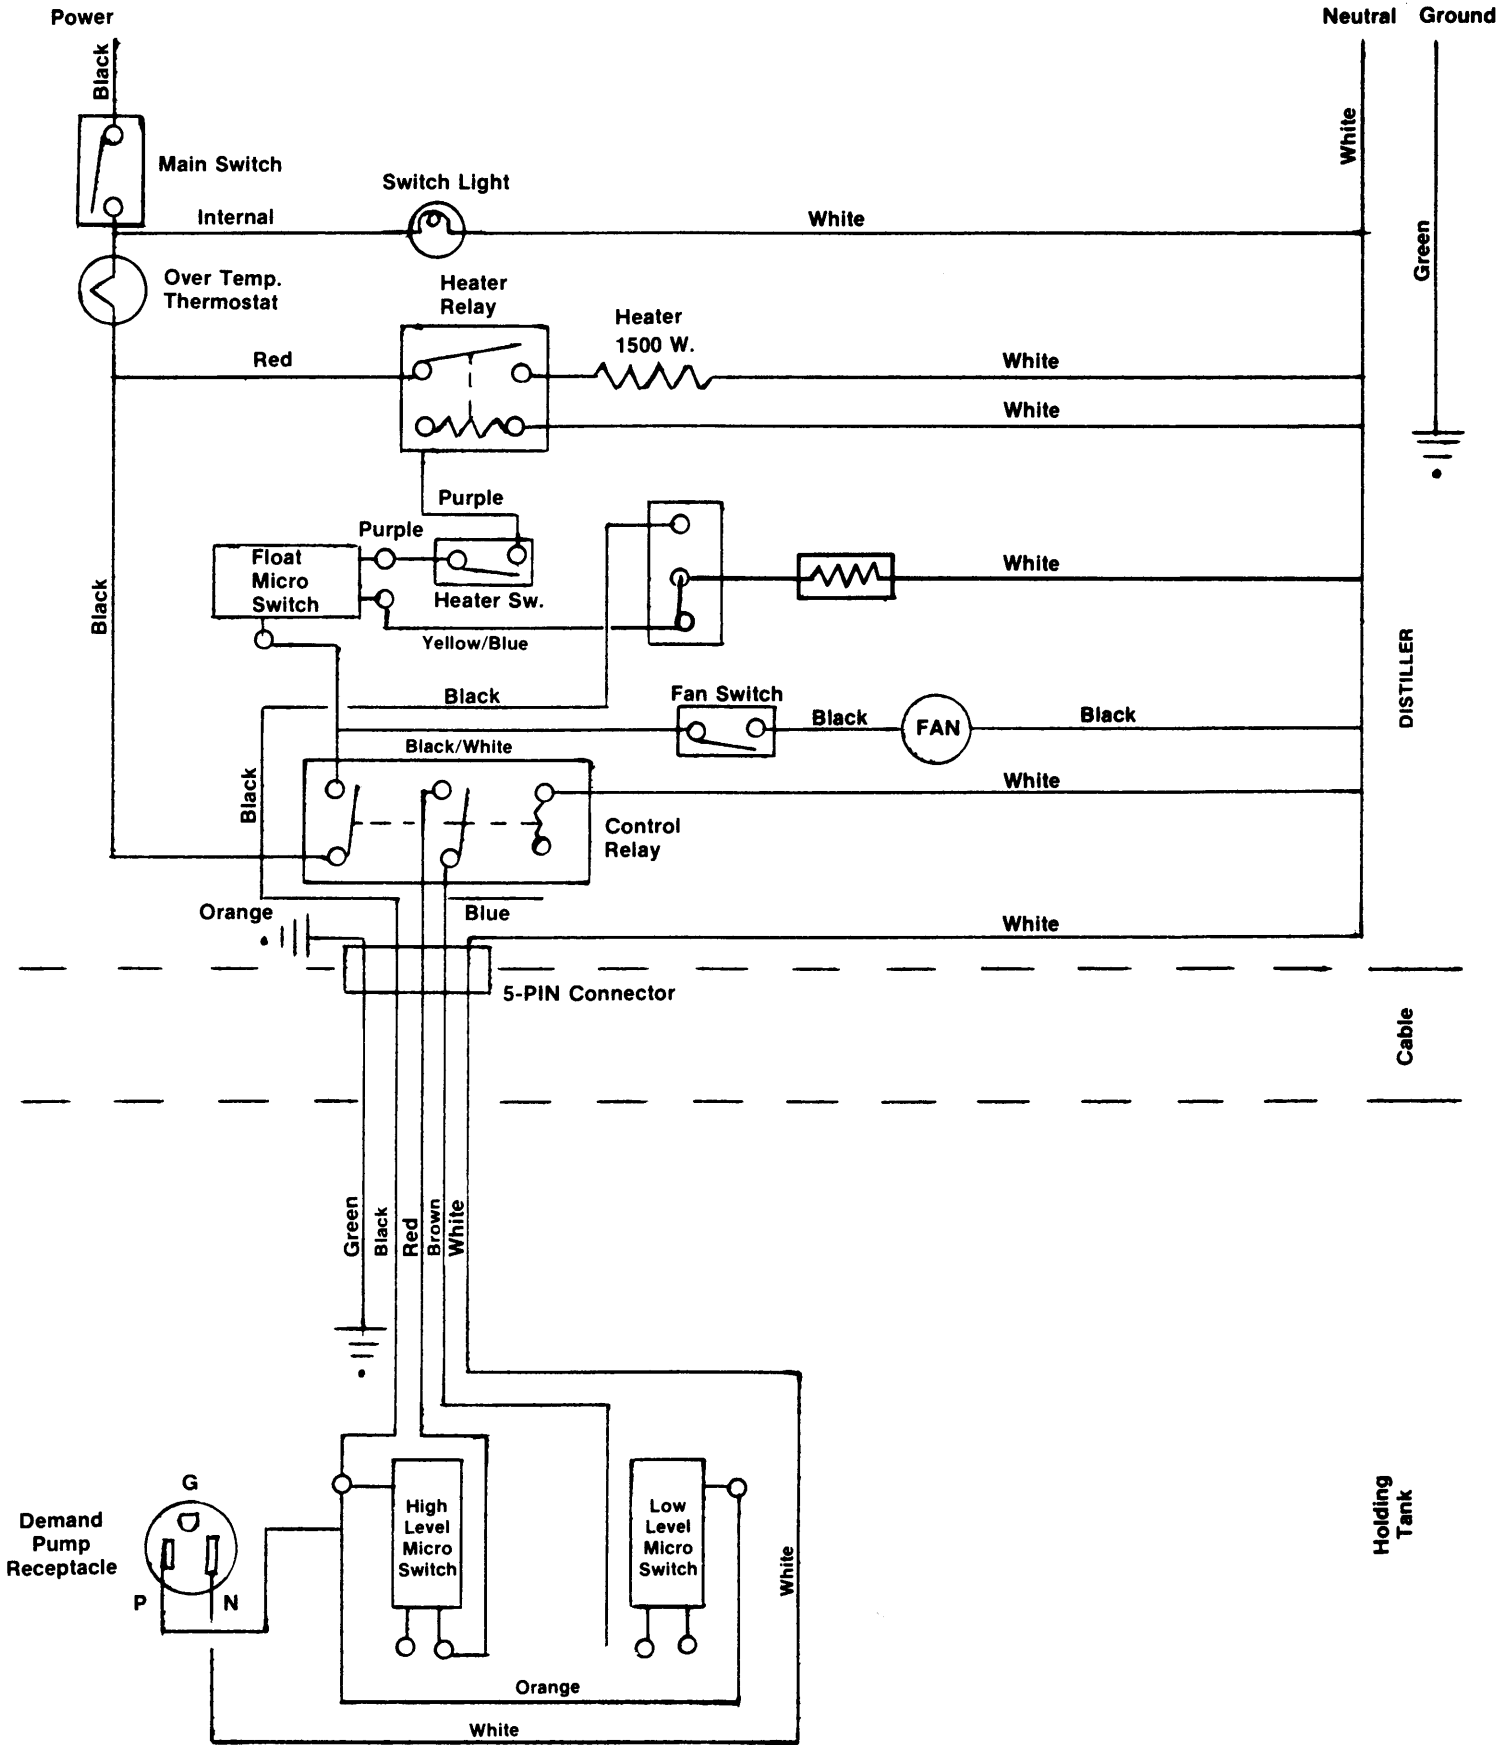 Power
Neutral
Ground
Black
White
Main Switch
Switch Light
Internal
White
Green
Over Temp.
Thermostat
Heater
Relay
Heater
1500 W.
Red
White
White
Purple
Purple
Float
Micro
Switch
Heater Sw.
White
Black
Yellow/Blue
DISTILLER
Black
Fan Switch
Black
FAN
Black
Black/White
Black
White
Control
Relay
Orange
Blue
White
5-PIN Connector
Cable
Green
Black
Red
Brown
White
G
Demand
Pump
Receptacle
P
N
High
Level
Micro
Switch
Low
Level
Micro
Switch
White
Holding
Tank
Orange
White